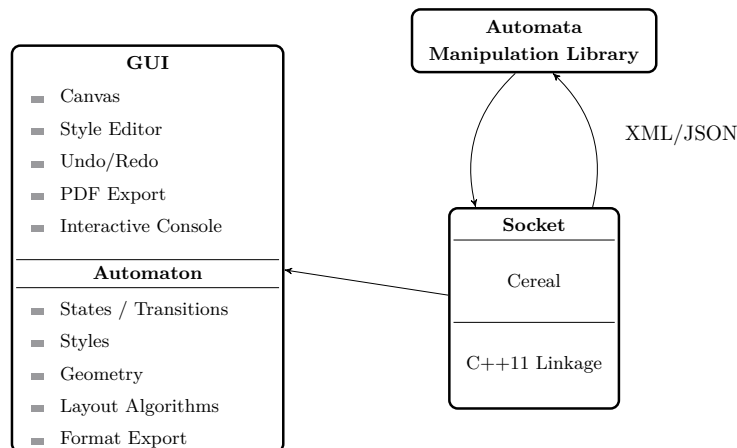 GUI
Canvas
Style Editor
Undo/Redo
PDF Export
Interactive Console
Automaton
States / Transitions
Styles
Geometry
Layout Algorithms
Format Export
Automata
Manipulation Library
XML/JSON
Socket
Cereal
C++11 Linkage